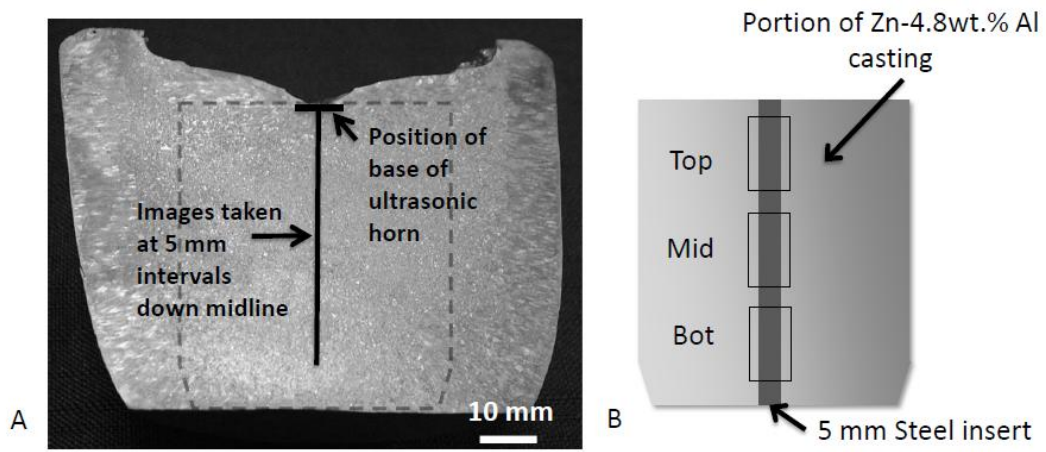 Position of
base of
ultrasonic
horn
Images taken
at 5 mm
intervals
down midline
10 mm
A
Portion of Zn-4.8wt.% Al
casting
Top
Mid
Bot
B
5 mm Steel insert